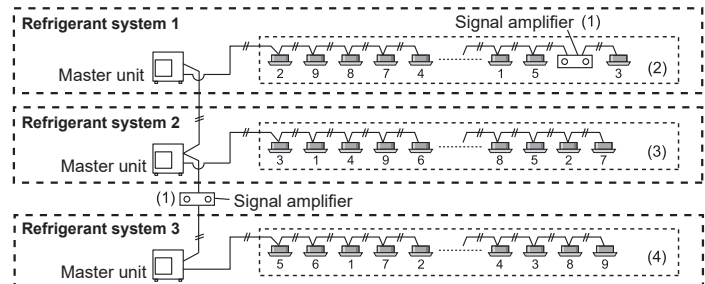 Refrigerant system 1
Signal amplifier (1)
Master unit
2 9 8 7 4 1 5 3
(2)
Refrigerant system 2
Master unit
3 1 4 9 6 8 5 2 7
(3)
(1) Signal amplifier
Refrigerant system 3
Master unit
5 6 1 7 2 4 3 8 9
(4)